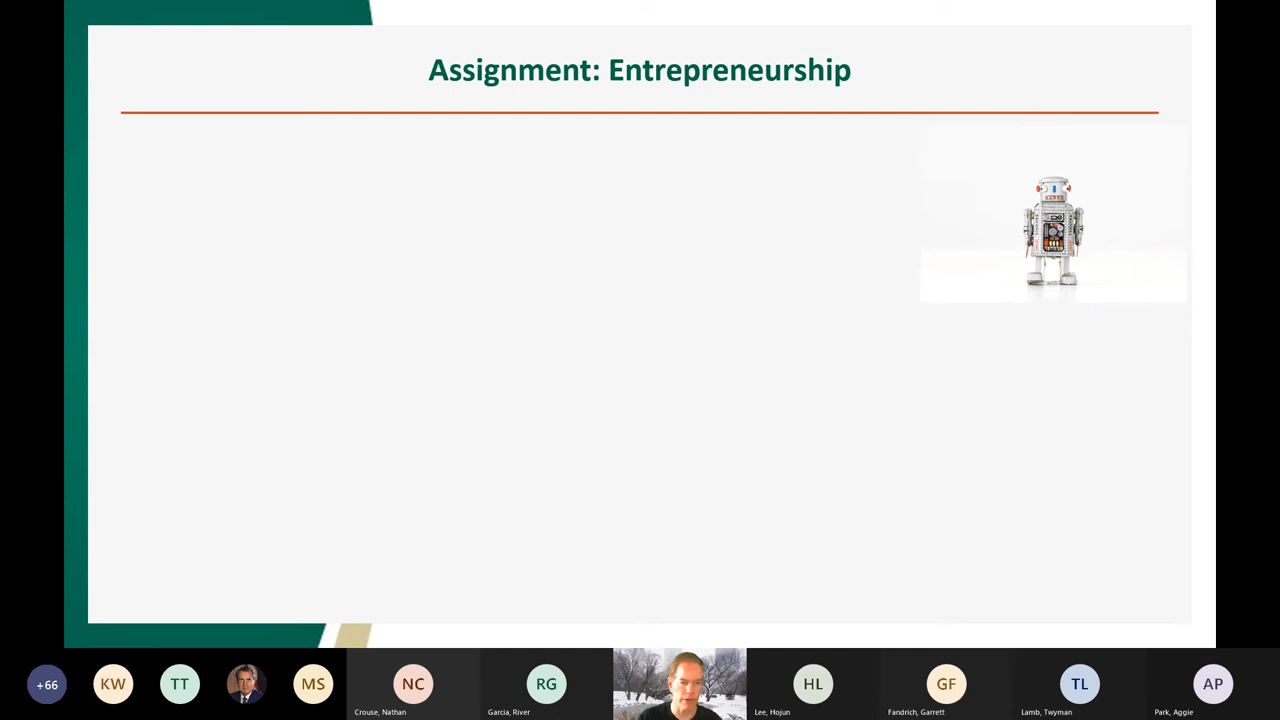 Assignment: Entrepreneurship
+66
KW
TT
MS
NC
Crouse, Nathan
RG
Garcia, River
HL
Lee, Hojun
GF
Fandrich, Garrett
TL
Lamb, Twyman
AP
Park, Aggie